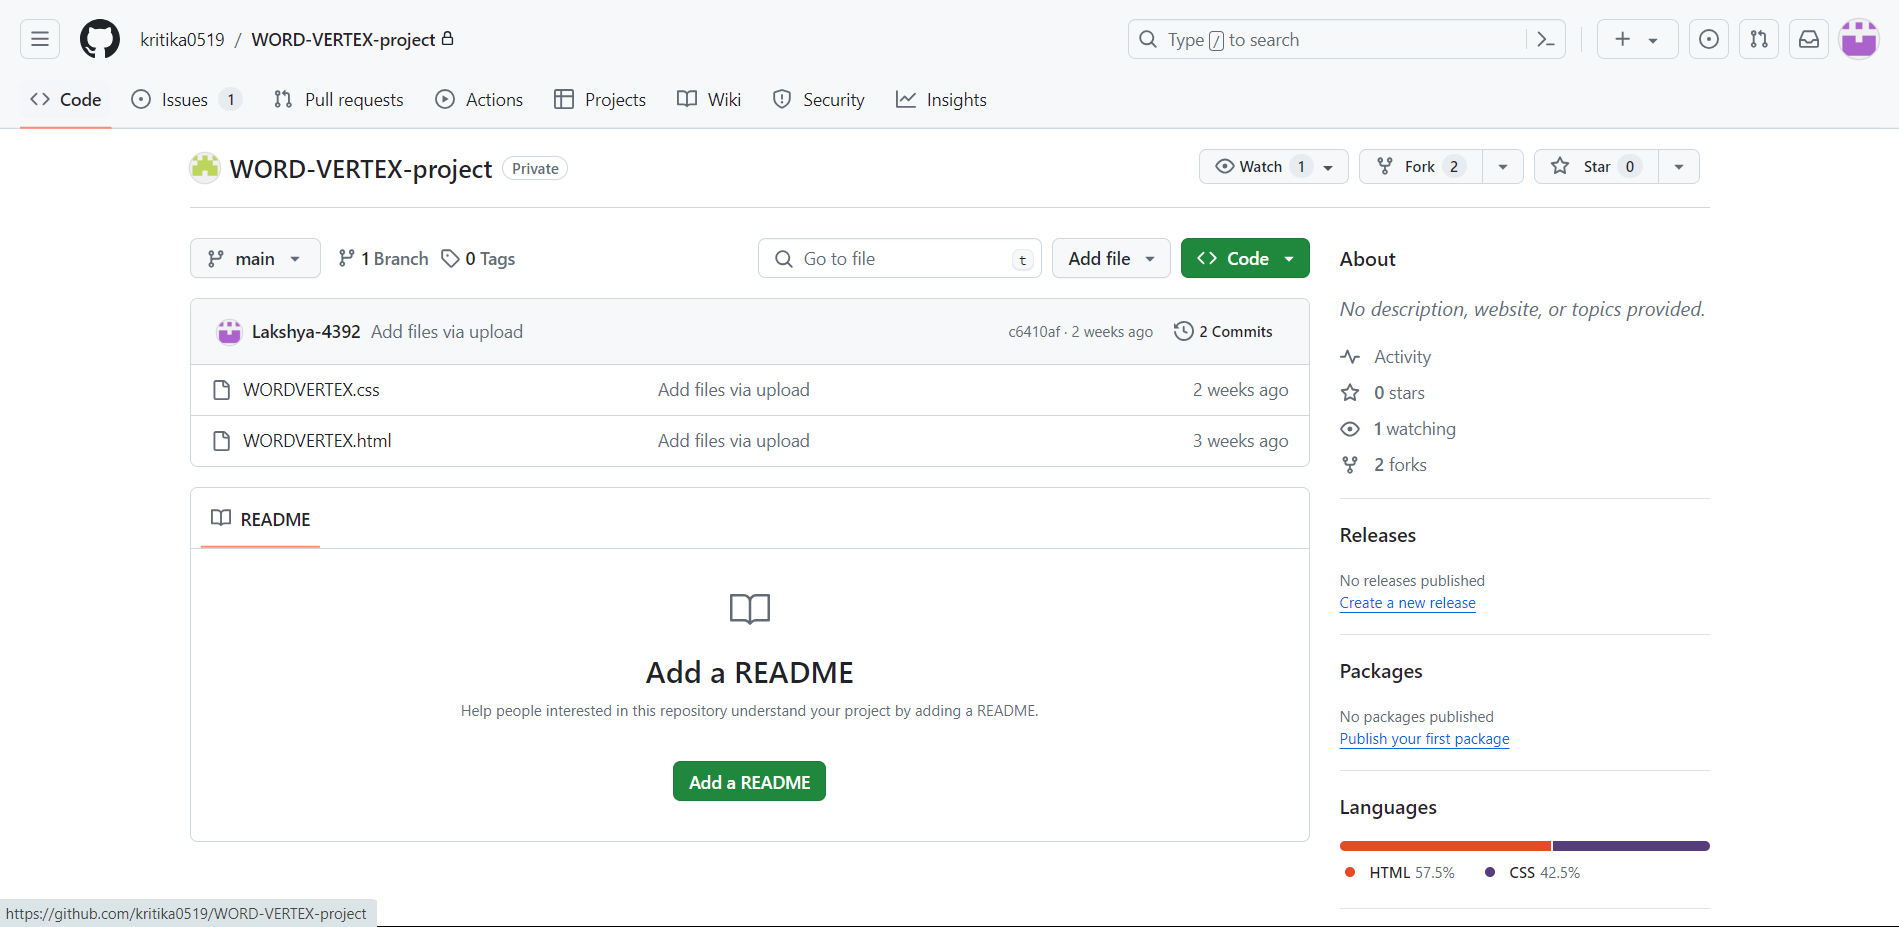 kritika0519 / WORD-VERTEX-project
Type / to search
Code
Issues 1
Pull requests
Actions
Projects
Wiki
Security
Insights
WORD-VERTEX-project Private
Watch 1
Fork 2
Star 0
main
1 Branch
0 Tags
Go to file t
Add file
Code
Lakshya-4392 Add files via upload c6410af · 2 weeks ago 2 Commits
WORDVERTEX.css Add files via upload 2 weeks ago
WORDVERTEX.html Add files via upload 3 weeks ago
README
Add a README
Help people interested in this repository understand your project by adding a README.
Add a README
About
No description, website, or topics provided.
Activity
0 stars
1 watching
2 forks
Releases
No releases published
Create a new release
Packages
No packages published
Publish your first package
Languages
HTML 57.5% CSS 42.5%
https://github.com/kritika0519/WORD-VERTEX-project